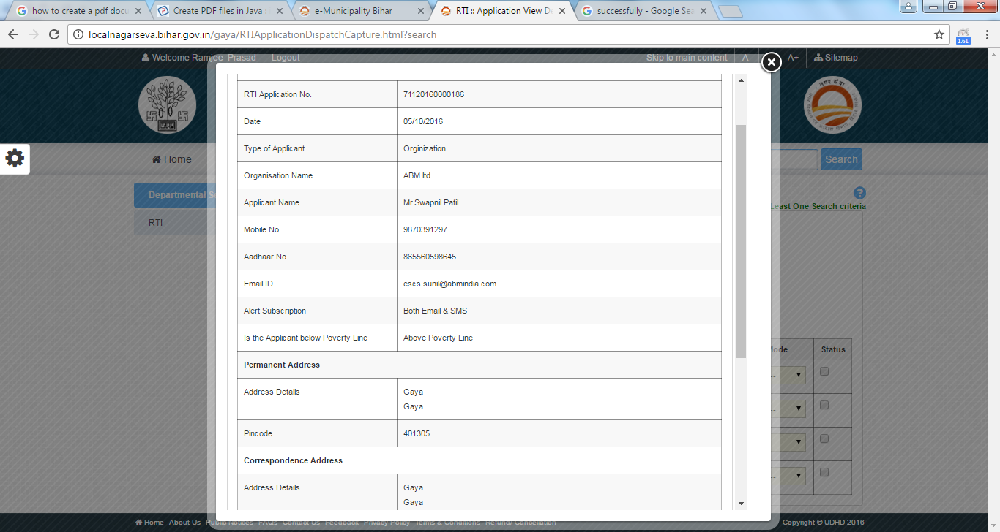 how to create a pdf docu
Create PDF files in Java :
e-Municipality Bihar
RTI :: Application View De
successfully - Google Sea
localnagarseva.bihar.gov.in/gaya/RTIApplicationDispatchCapture.html?search
1.61
Welcome Ramjee Prasad
Logout
Skip to main content
A-
A+
Sitemap
Home
Search
Departmental Se
RTI
Least One Search criteria
RTI Application No. 71120160000186
Date 05/10/2016
Type of Applicant Orginization
Organisation Name ABM ltd
Applicant Name Mr.Swapnil Patil
Mobile No. 9870391297
Aadhaar No. 865560598645
Email ID escs.sunil@abmindia.com
Alert Subscription Both Email & SMS
Is the Applicant below Poverty Line Above Poverty Line
Mode Status
Permanent Address
Address Details Gaya
Gaya
Pincode 401305
Correspondence Address
Address Details Gaya
Gaya
Home About Us Public Notices FAQs Contact Us Feedback Privacy Policy Terms & Conditions Refund/ Cancellation
Copyright © UDHD 2016